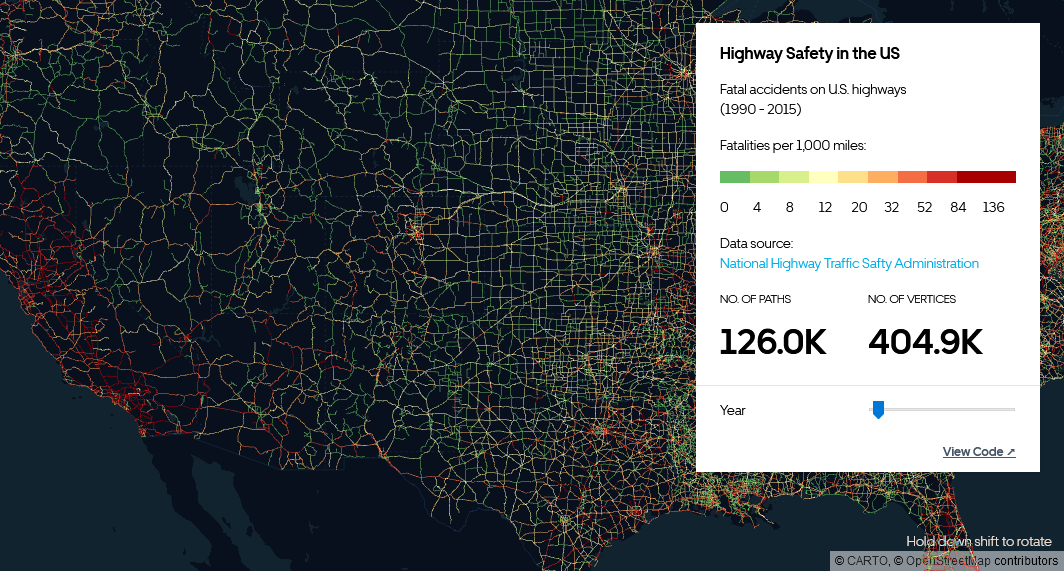 Highway Safety in the US
Fatal accidents on U.S. highways
(1990 - 2015)
Fatalities per 1,000 miles:
0 4 8 12 20 32 52 84 136
Data source:
National Highway Traffic Safty Administration
NO. OF PATHS NO. OF VERTICES
126.0K 404.9K
Year
View Code ↗
Hold down shift to rotate
© CARTO, © OpenStreetMap contributors